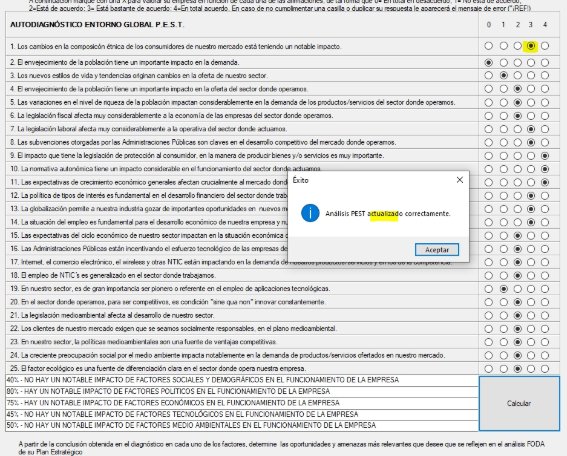 A continuación marque con una X para valorar su empresa en función de cada una de las afirmaciones, de tal forma que 0= En total en desacuerdo; 1= No está de acuerdo;
2=Está de acuerdo; 3= Está bastante de acuerdo; 4=En total acuerdo. En caso de no cumplimentar una casilla o duplicar su respuesta le aparecerá el mensaje de error ("¡REF!)
AUTODIAGNÓSTICO ENTORNO GLOBAL P.E.S.T. 0 1 2 3 4
1. Los cambios en la composición étnica de los consumidores de nuestro mercado está teniendo un notable impacto.
2. El envejecimiento de la población tiene un importante impacto en la demanda.
3. Los nuevos estilos de vida y tendencias originan cambios en la oferta de nuestro sector.
4. El envejecimiento de la población tiene un importante impacto en la oferta del sector donde operamos.
5. Las variaciones en el nivel de riqueza de la población impactan considerablemente en la demanda de los productos/servicios del sector donde operamos.
6. La legislación fiscal afecta muy considerablemente a la economía de las empresas del sector donde operamos.
7. La legislación laboral afecta muy considerablemente a la operativa del sector donde actuamos.
8. Las subvenciones otorgadas por las Administraciones Públicas son claves en el desarrollo competitivo del mercado donde operamos.
9. El impacto que tiene la legislación de protección al consumidor, en la manera de producir bienes y/o servicios es muy importante.
10. La normativa autonómica tiene un impacto considerable en el funcionamiento del sector donde actuamos.
11. Las expectativas de crecimiento económico generales afectan crucialmente al mercado dond
12. La política de tipos de interés es fundamental en el desarrollo financiero del sector donde trab
13. La globalización permite a nuestra industria gozar de importantes oportunidades en nuevos m
14. La situación del empleo es fundamental para el desarrollo económico de nuestra empresa y nu
15. Las expectativas del ciclo económico de nuestro sector impactan en la situación económica d
16. Las Administraciones Públicas están incentivando el esfuerzo tecnológico de las empresas de
17. Internet, el comercio electrónico, el wireless y otras NTIC están impactando en la demanda de nuestros productos/servicios y en los de la competencia.
18. El empleo de NTIC's es generalizado en el sector donde trabajamos.
19. En nuestro sector, es de gran importancia ser pionero o referente en el empleo de aplicaciones tecnológicas.
20. En el sector donde operamos, para ser competitivos, es condición "sine qua non" innovar constantemente.
21. La legislación medioambiental afecta al desarrollo de nuestro sector.
22. Los clientes de nuestro mercado exigen que se seamos socialmente responsables, en el plano medioambiental.
23. En nuestro sector, la políticas medioambientales son una fuente de ventajas competitivas.
24. La creciente preocupación social por el medio ambiente impacta notablemente en la demanda de productos/servicios ofertados en nuestro mercado.
25. El factor ecológico es una fuente de diferenciación clara en el sector donde opera nuestra empresa.
Éxito
Análisis PEST actualizado correctamente.
Aceptar
40% - NO HAY UN NOTABLE IMPACTO DE FACTORES SOCIALES Y DEMOGRÁFICOS EN EL FUNCIONAMIENTO DE LA EMPRESA
80% - HAY UN NOTABLE IMPACTO DE FACTORES POLITICOS EN EL FUNCIONAMIENTO DE LA EMPRESA
75% - HAY UN NOTABLE IMPACTO DE FACTORES ECONÓMICOS EN EL FUNCIONAMIENTO DE LA EMPRESA
45% - NO HAY UN NOTABLE IMPACTO DE FACTORES TECNOLÓGICOS EN EL FUNCIONAMIENTO DE LA EMPRESA
50% - NO HAY UN NOTABLE IMPACTO DE FACTORES MEDIO AMBIENTALES EN EL FUNCIONAMIENTO DE LA EMPRESA
Calcular
A partir de la conclusión obtenida en el diagnóstico en cada uno de los factores, determine las oportunidades y amenazas más relevantes que desee que se reflejen en el análisis FODA
de su Plan Estratégico